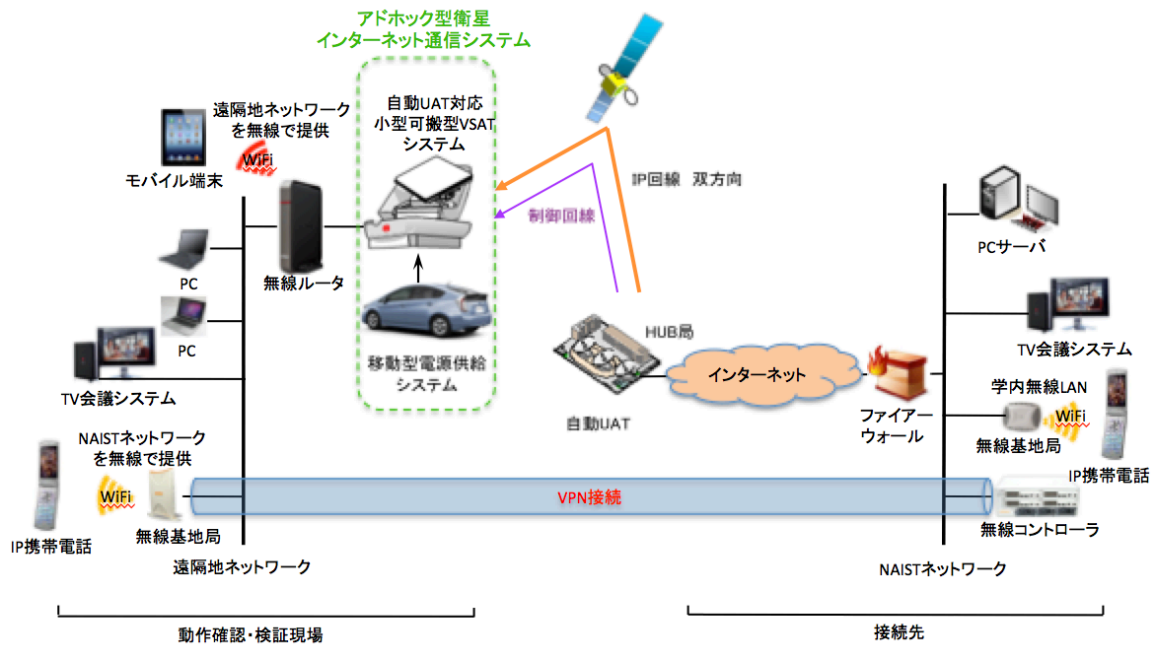 アドホック型衛星
インターネット通信システム
自動UAT対応
小型可搬型VSAT
システム
遠隔地ネットワーク
を無線で提供
WiFi
モバイル端末
IP回線 双方向
制御回線
PCサーバ
PC
無線ルータ
PC
HUB局
移動型電源供給
システム
TV会議システム
TV会議システム
インターネット
自動UAT
ファイアー
ウォール
学内無線LAN
WiFi
無線基地局
IP携帯電話
NAISTネットワーク
を無線で提供
WiFi
無線基地局
IP携帯電話
VPN接続
無線コントローラ
遠隔地ネットワーク
NAISTネットワーク
動作確認・検証現場
接続先